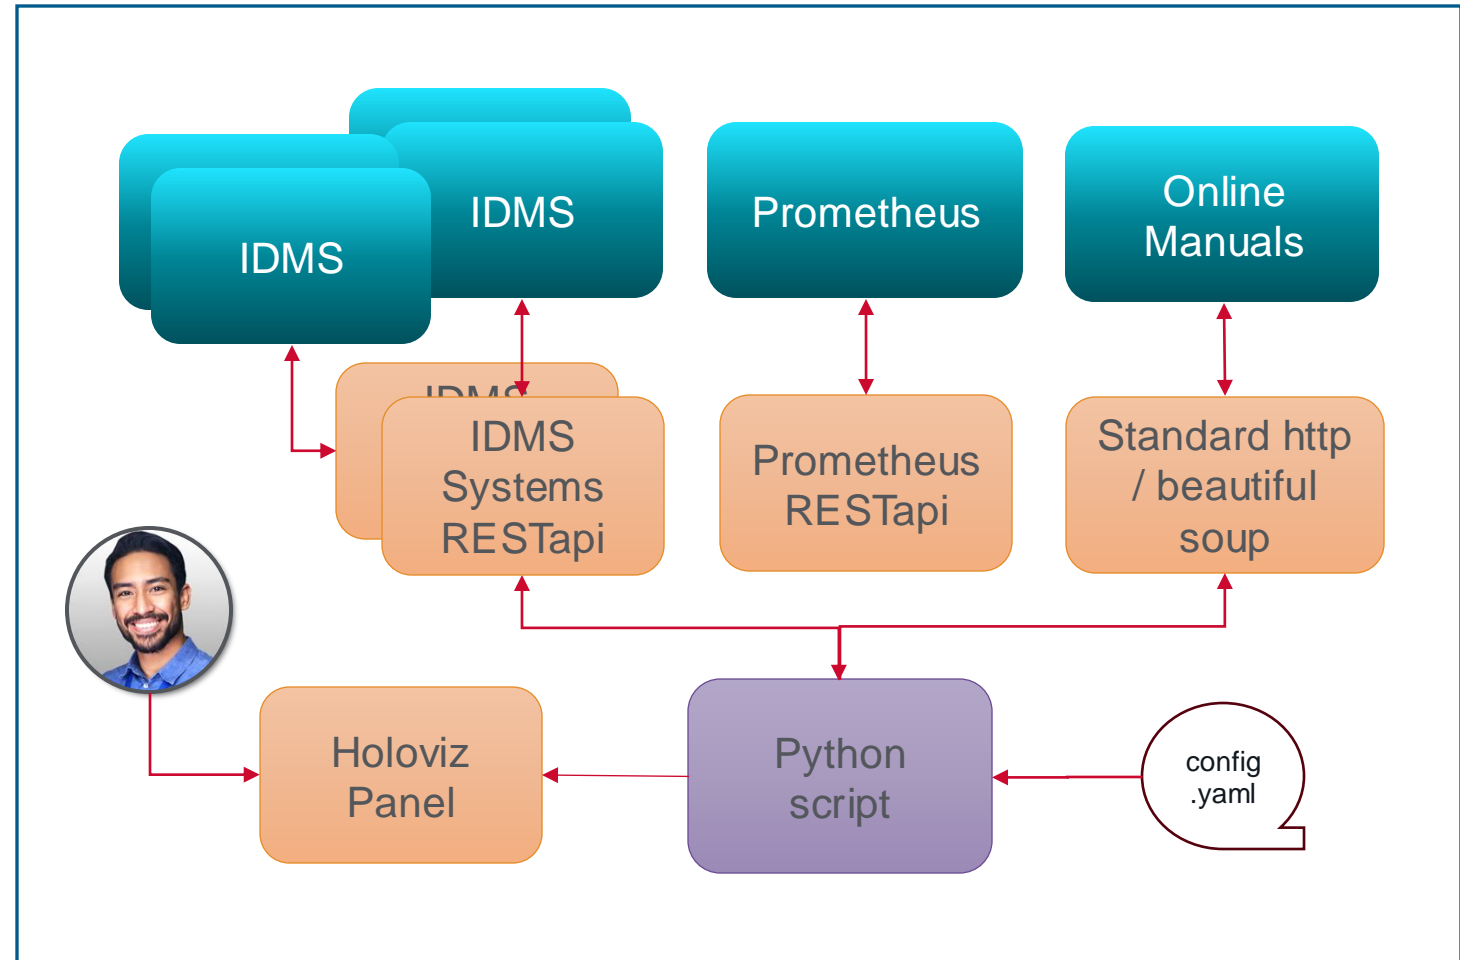 IDMS
IDMS
Prometheus
Online
Manuals
IDMS
IDMS
Systems
RESTapi
Prometheus
RESTapi
Standard http
/ beautiful
soup
Holoviz
Panel
Python
script
config
.yaml